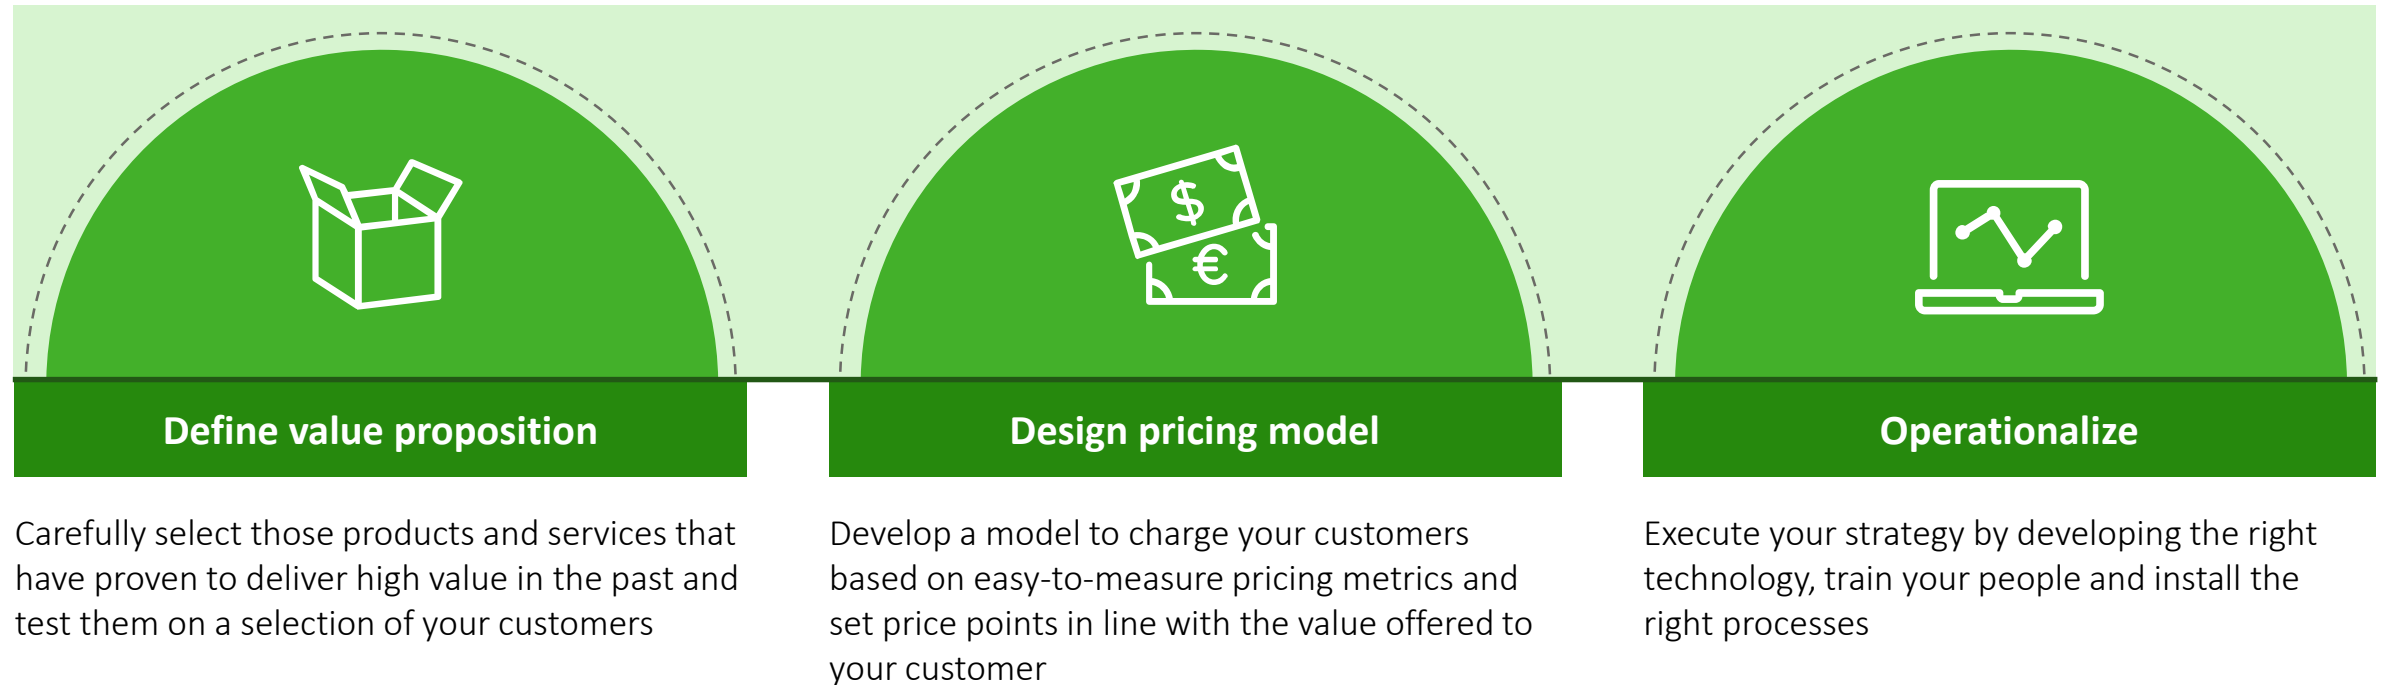 $
€
Define value proposition
Carefully select those products and services that
have proven to deliver high value in the past and
test them on a selection of your customers
Design pricing model
Develop a model to charge your customers
based on easy-to-measure pricing metrics and
set price points in line with the value offered to
your customer
Operationalize
Execute your strategy by developing the right
technology, train your people and install the
right processes